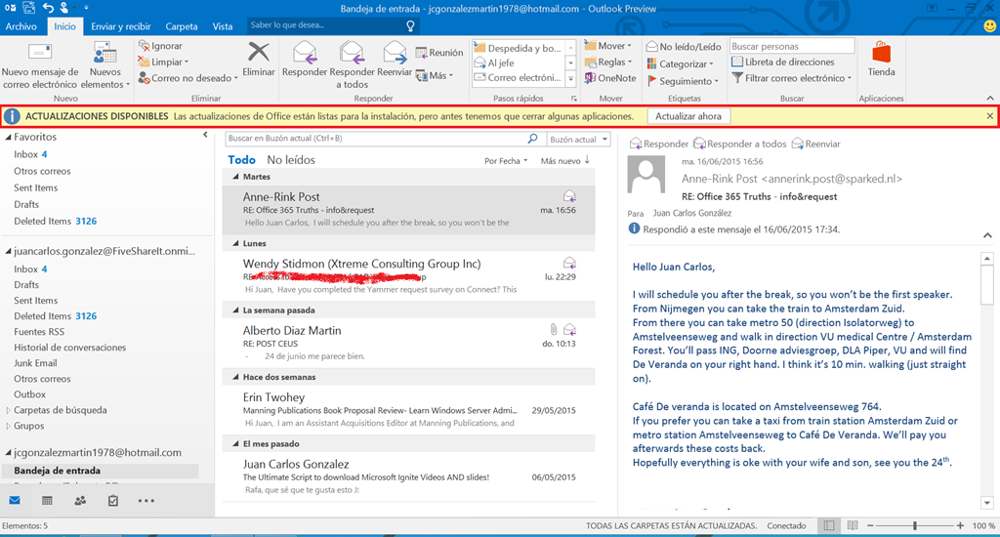 Bandeja de entrada - jcgonzalezmartin1978@hotmail.com - Outlook Preview
Archivo Inicio Enviar y recibir Carpeta Vista Saber lo que desea...
Nuevo mensaje de correo electrónico
Nuevos elementos
Nuevo
Ignorar
Limpiar
Correo no deseado
Eliminar
Eliminar
Responder
Responder a todos
Reenviar
Reunión
Más
Responder
Despedida y bo...
Al jefe
Correo electróni...
Pasos rápidos
Mover
Reglas
OneNote
Mover
No leído/Leído
Categorizar
Seguimiento
Etiquetas
Buscar personas
Libreta de direcciones
Filtrar correo electrónico
Buscar
Tienda
Aplicaciones
ACTUALIZACIONES DISPONIBLES Las actualizaciones de Office están listas para la instalación, pero antes tenemos que cerrar algunas aplicaciones. Actualizar ahora
Favoritos
Inbox 4
Otros correos
Sent Items
Drafts
Deleted Items 3126
juancarlos.gonzalez@FiveShareIt.onmi...
Inbox 4
Drafts
Sent Items
Deleted Items 3126
Fuentes RSS
Historial de conversaciones
Junk Email
Otros correos
Outbox
Carpetas de búsqueda
Grupos
jcgonzalezmartin1978@hotmail.com
Bandeja de entrada
Buscar en Buzón actual (Ctrl+B) Buzón actual
Todo No leídos Por Fecha Más nuevo
Martes
Anne-Rink Post
RE: Office 365 Truths - info&request ma. 16:56
Hello Juan Carlos, I will schedule you after the break, so you won't be the
Lunes
Wendy Stidmon (Xtreme Consulting Group Inc)
lu. 22:29
Hi Juan, Have you completed the Yammer request survey on Connect? This
La semana pasada
Alberto Diaz Martin
RE: POST CEUS do. 10:13
- 24 de junio me parece bien.
Hace dos semanas
Erin Twohey
Manning Publications Book Proposal Review- Learn Windows Server Admi... 29/05/2015
Hi Juan, I am an Assistant Acquisitions Editor at Manning Publications, and
El mes pasado
Juan Carlos Gonzalez
The Ultimate Script to download Microsoft Ignite Videos AND slides! 06/05/2015
Rafa, que sé que te gusta esto J:
Responder Responder a todos Reenviar
ma. 16/06/2015 16:56
Anne-Rink Post <annerink.post@sparked.nl>
RE: Office 365 Truths - info&request
Para Juan Carlos González
Respondió a este mensaje el 16/06/2015 17:34.
Hello Juan Carlos,
I will schedule you after the break, so you won't be the first speaker.
From Nijmegen you can take the train to Amsterdam Zuid.
From there you can take metro 50 (direction Isolatorweg) to
Amstelveenseweg and walk in direction VU medical Centre / Amsterdam
Forest. You'll pass ING, Doorne adviesgroep, DLA Piper, VU and will find
De Veranda on your right hand. I think it's 10 min. walking (just straight
on).
Café De veranda is located on Amstelveenseweg 764.
If you prefer you can take a taxi from train station Amsterdam Zuid or
metro station Amstelveenseweg to Café De Veranda. We'll pay you
afterwards these costs back.
Hopefully everything is oke with your wife and son, see you the 24th.
Elementos: 5 TODAS LAS CARPETAS ESTÁN ACTUALIZADAS. Conectado 100 %